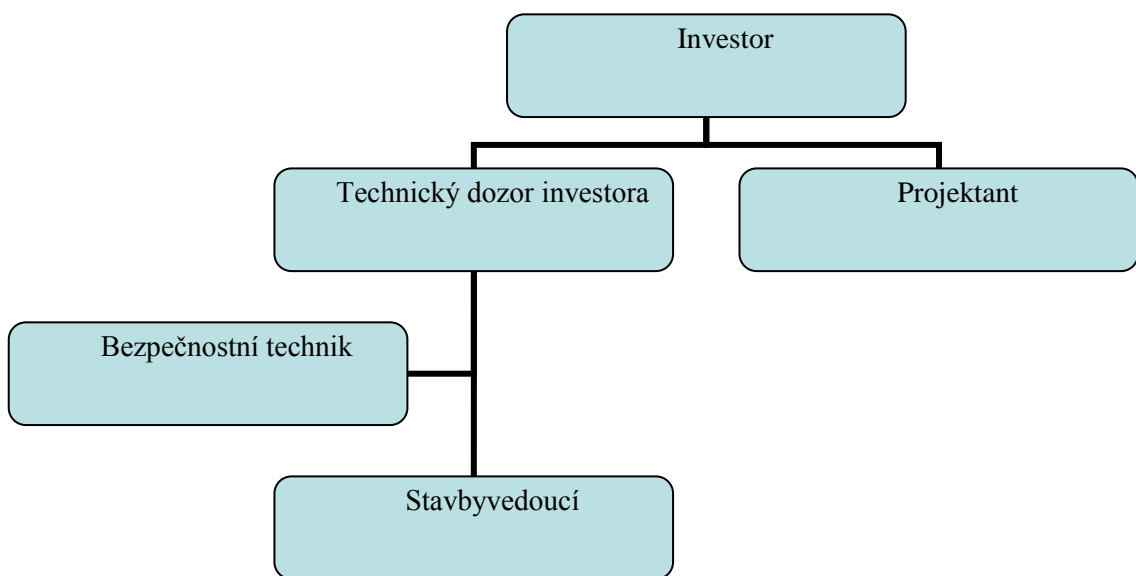 Investor
Technický dozor investora
Projektant
Bezpečnostní technik
Stavbyvedoucí